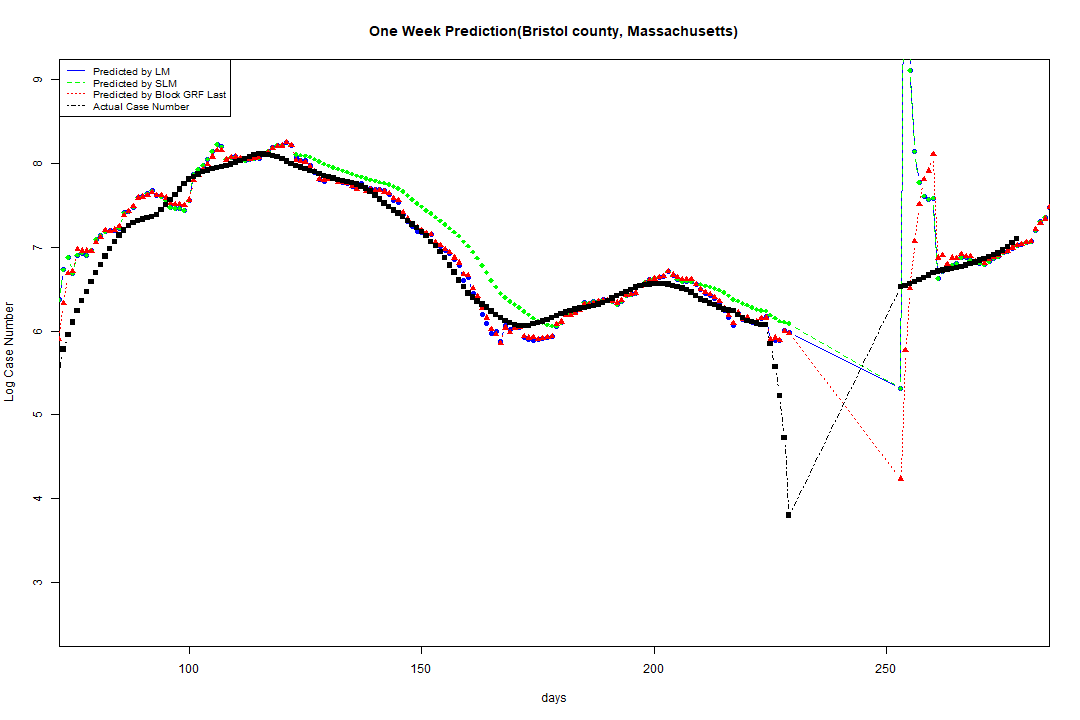 One Week Prediction(Bristol county, Massachusetts)
Predicted by LM
Predicted by SLM
Predicted by Block GRF Last
Actual Case Number
9
8
7
6
5
4
3
Log Case Number
100 150 200 250
days